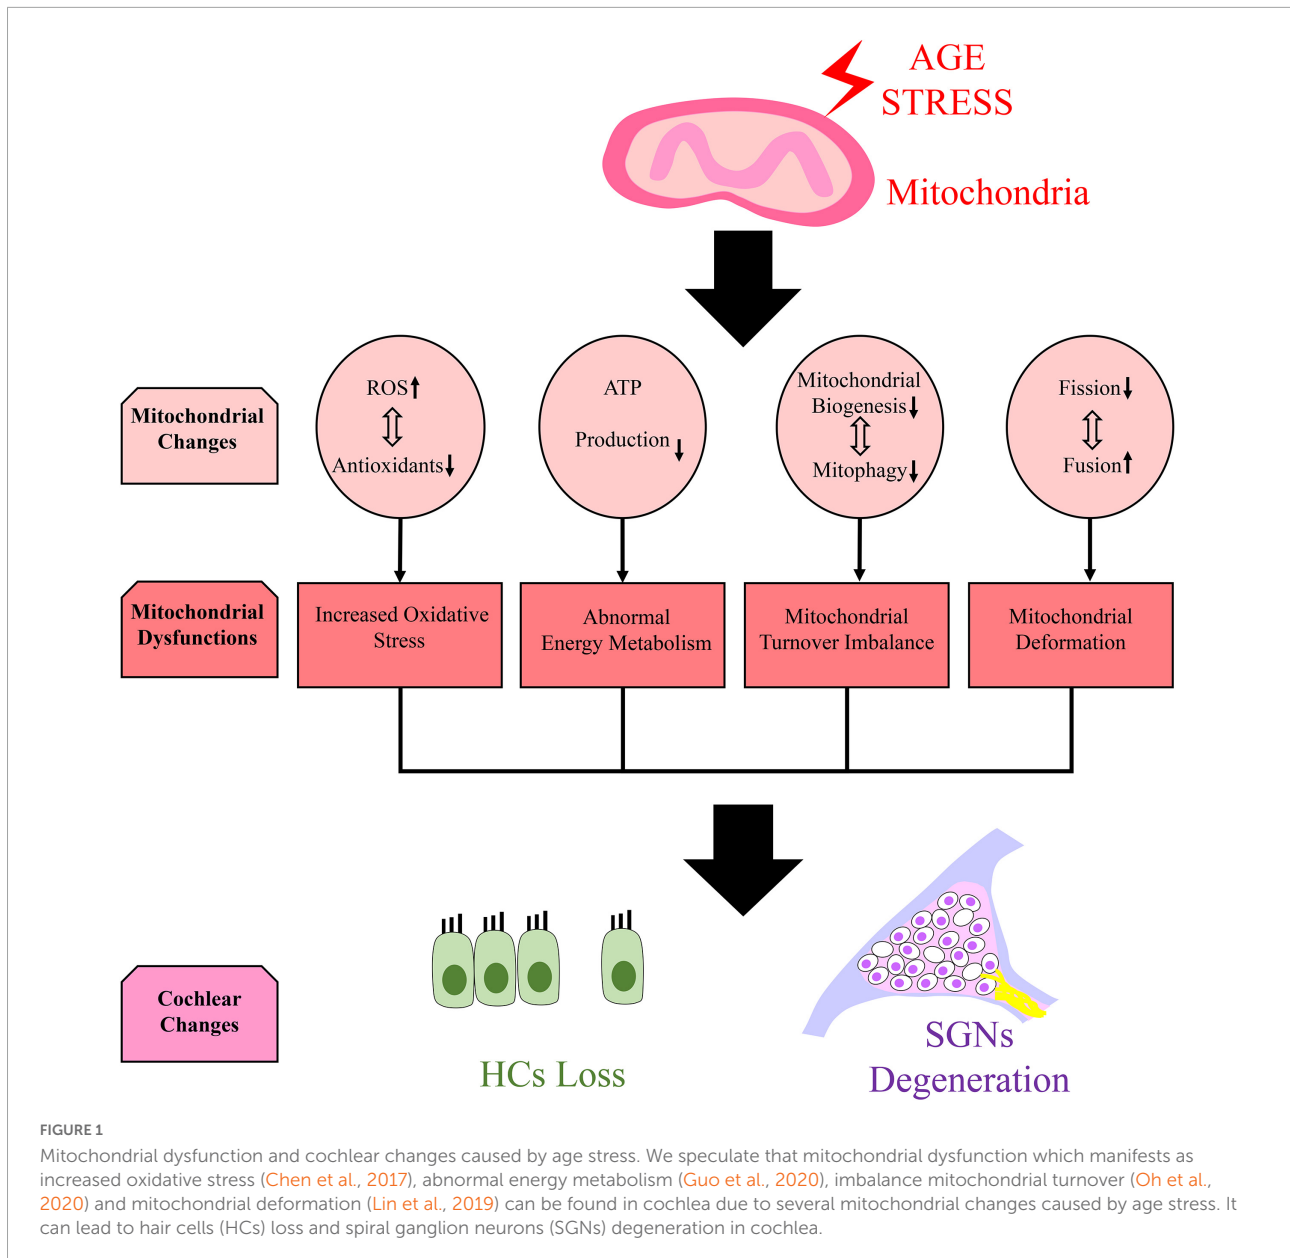 AGE
STRESS
Mitochondria
Mitochondrial
Changes
ROS
Antioxidants
ATP
Production
Mitochondrial
Biogenesis
Mitophagy
Fission
Fusion
Mitochondrial
Dysfunctions
Increased Oxidative
Stress
Abnormal
Energy Metabolism
Mitochondrial
Turnover Imbalance
Mitochondrial
Deformation
Cochlear
Changes
HCs Loss
SGNs
Degeneration
FIGURE 1
Mitochondrial dysfunction and cochlear changes caused by age stress. We speculate that mitochondrial dysfunction which manifests as
increased oxidative stress (Chen et al., 2017), abnormal energy metabolism (Guo et al., 2020), imbalance mitochondrial turnover (Oh et al.,
2020) and mitochondrial deformation (Lin et al., 2019) can be found in cochlea due to several mitochondrial changes caused by age stress. It
can lead to hair cells (HCs) loss and spiral ganglion neurons (SGNs) degeneration in cochlea.